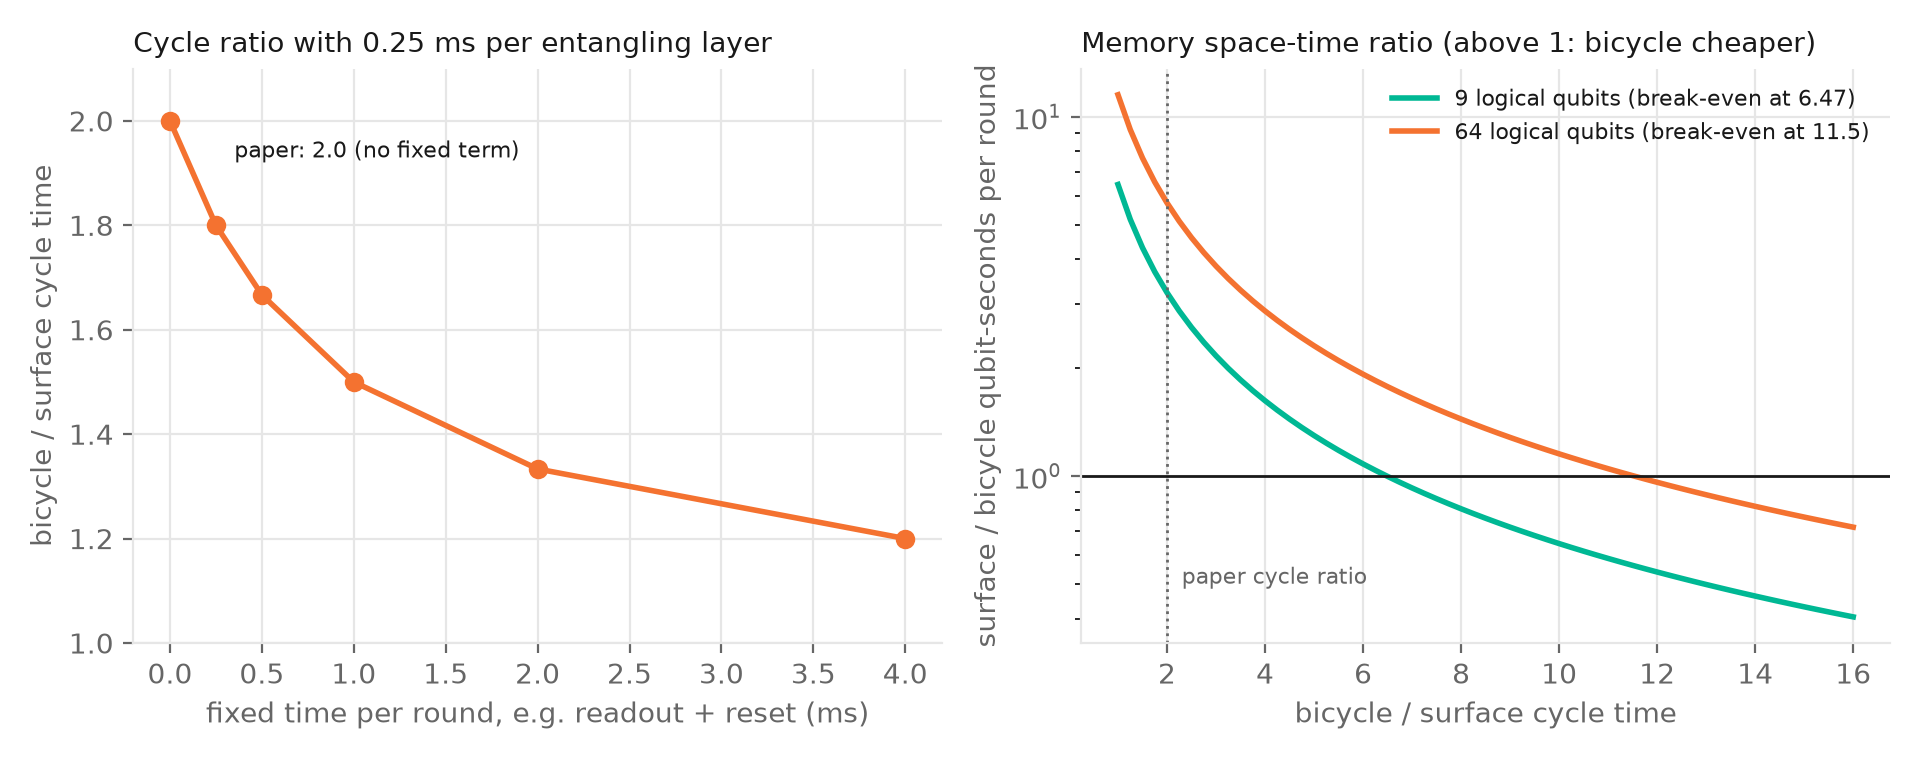 Cycle ratio with 0.25 ms per entangling layer
bicycle / surface cycle time
2.0
1.8
1.6
1.4
1.2
1.0
paper: 2.0 (no fixed term)
0.0 0.5 1.0 1.5 2.0 2.5 3.0 3.5 4.0
fixed time per round, e.g. readout + reset (ms)
Memory space-time ratio (above 1: bicycle cheaper)
surface / bicycle qubit-seconds per round
10¹
10⁰
9 logical qubits (break-even at 6.47)
64 logical qubits (break-even at 11.5)
paper cycle ratio
2 4 6 8 10 12 14 16
bicycle / surface cycle time